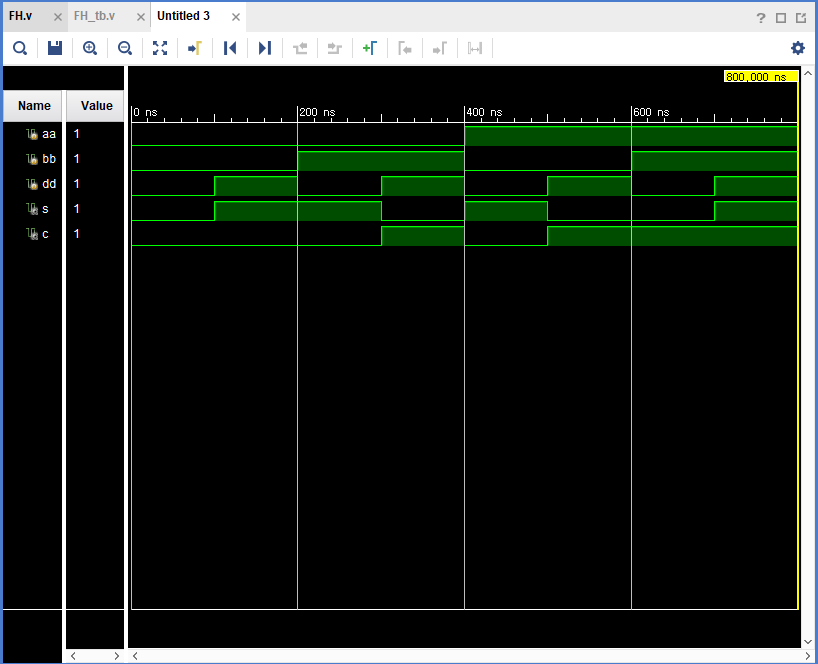 FH.v FH_tb.v Untitled 3
800,000 ns
Name Value
0 ns 200 ns 400 ns 600 ns
aa 1
bb 1
dd 1
s 1
c 1